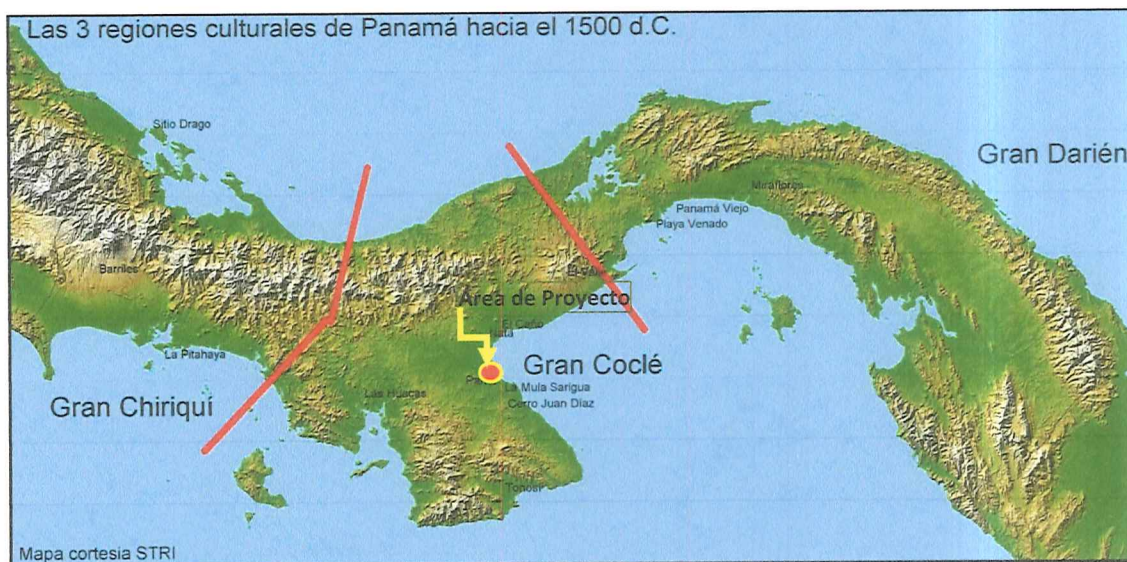 Las 3 regiones culturales de Panamá hacia el 1500 d.C.
Sitio Drago
Gran Darién
Miraflores
Panamá Viejo
Playa Venado
Barriles
Área de Proyecto
El Caño
La Pitahaya
Gran Coclé
La Mula Sarigua
Las Huacas
Cerro Juan Díaz
Gran Chiriquí
Tonosí
Mapa cortesia STRI